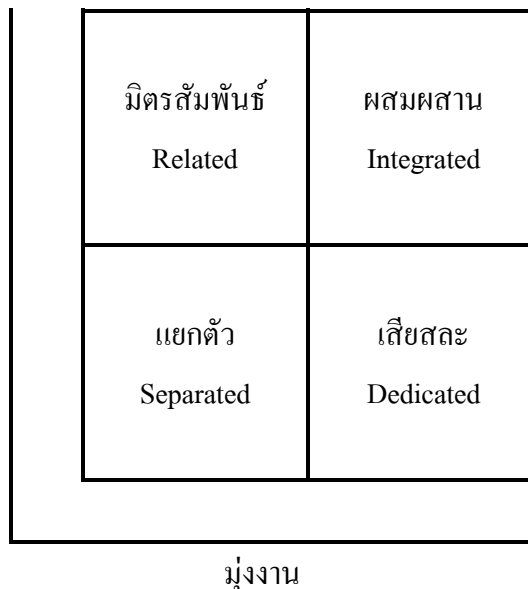 มิตรสัมพันธ์
Related
ผสมผสาน
Integrated
แยกตัว
Separated
เสียสละ
Dedicated
มุ่งงาน